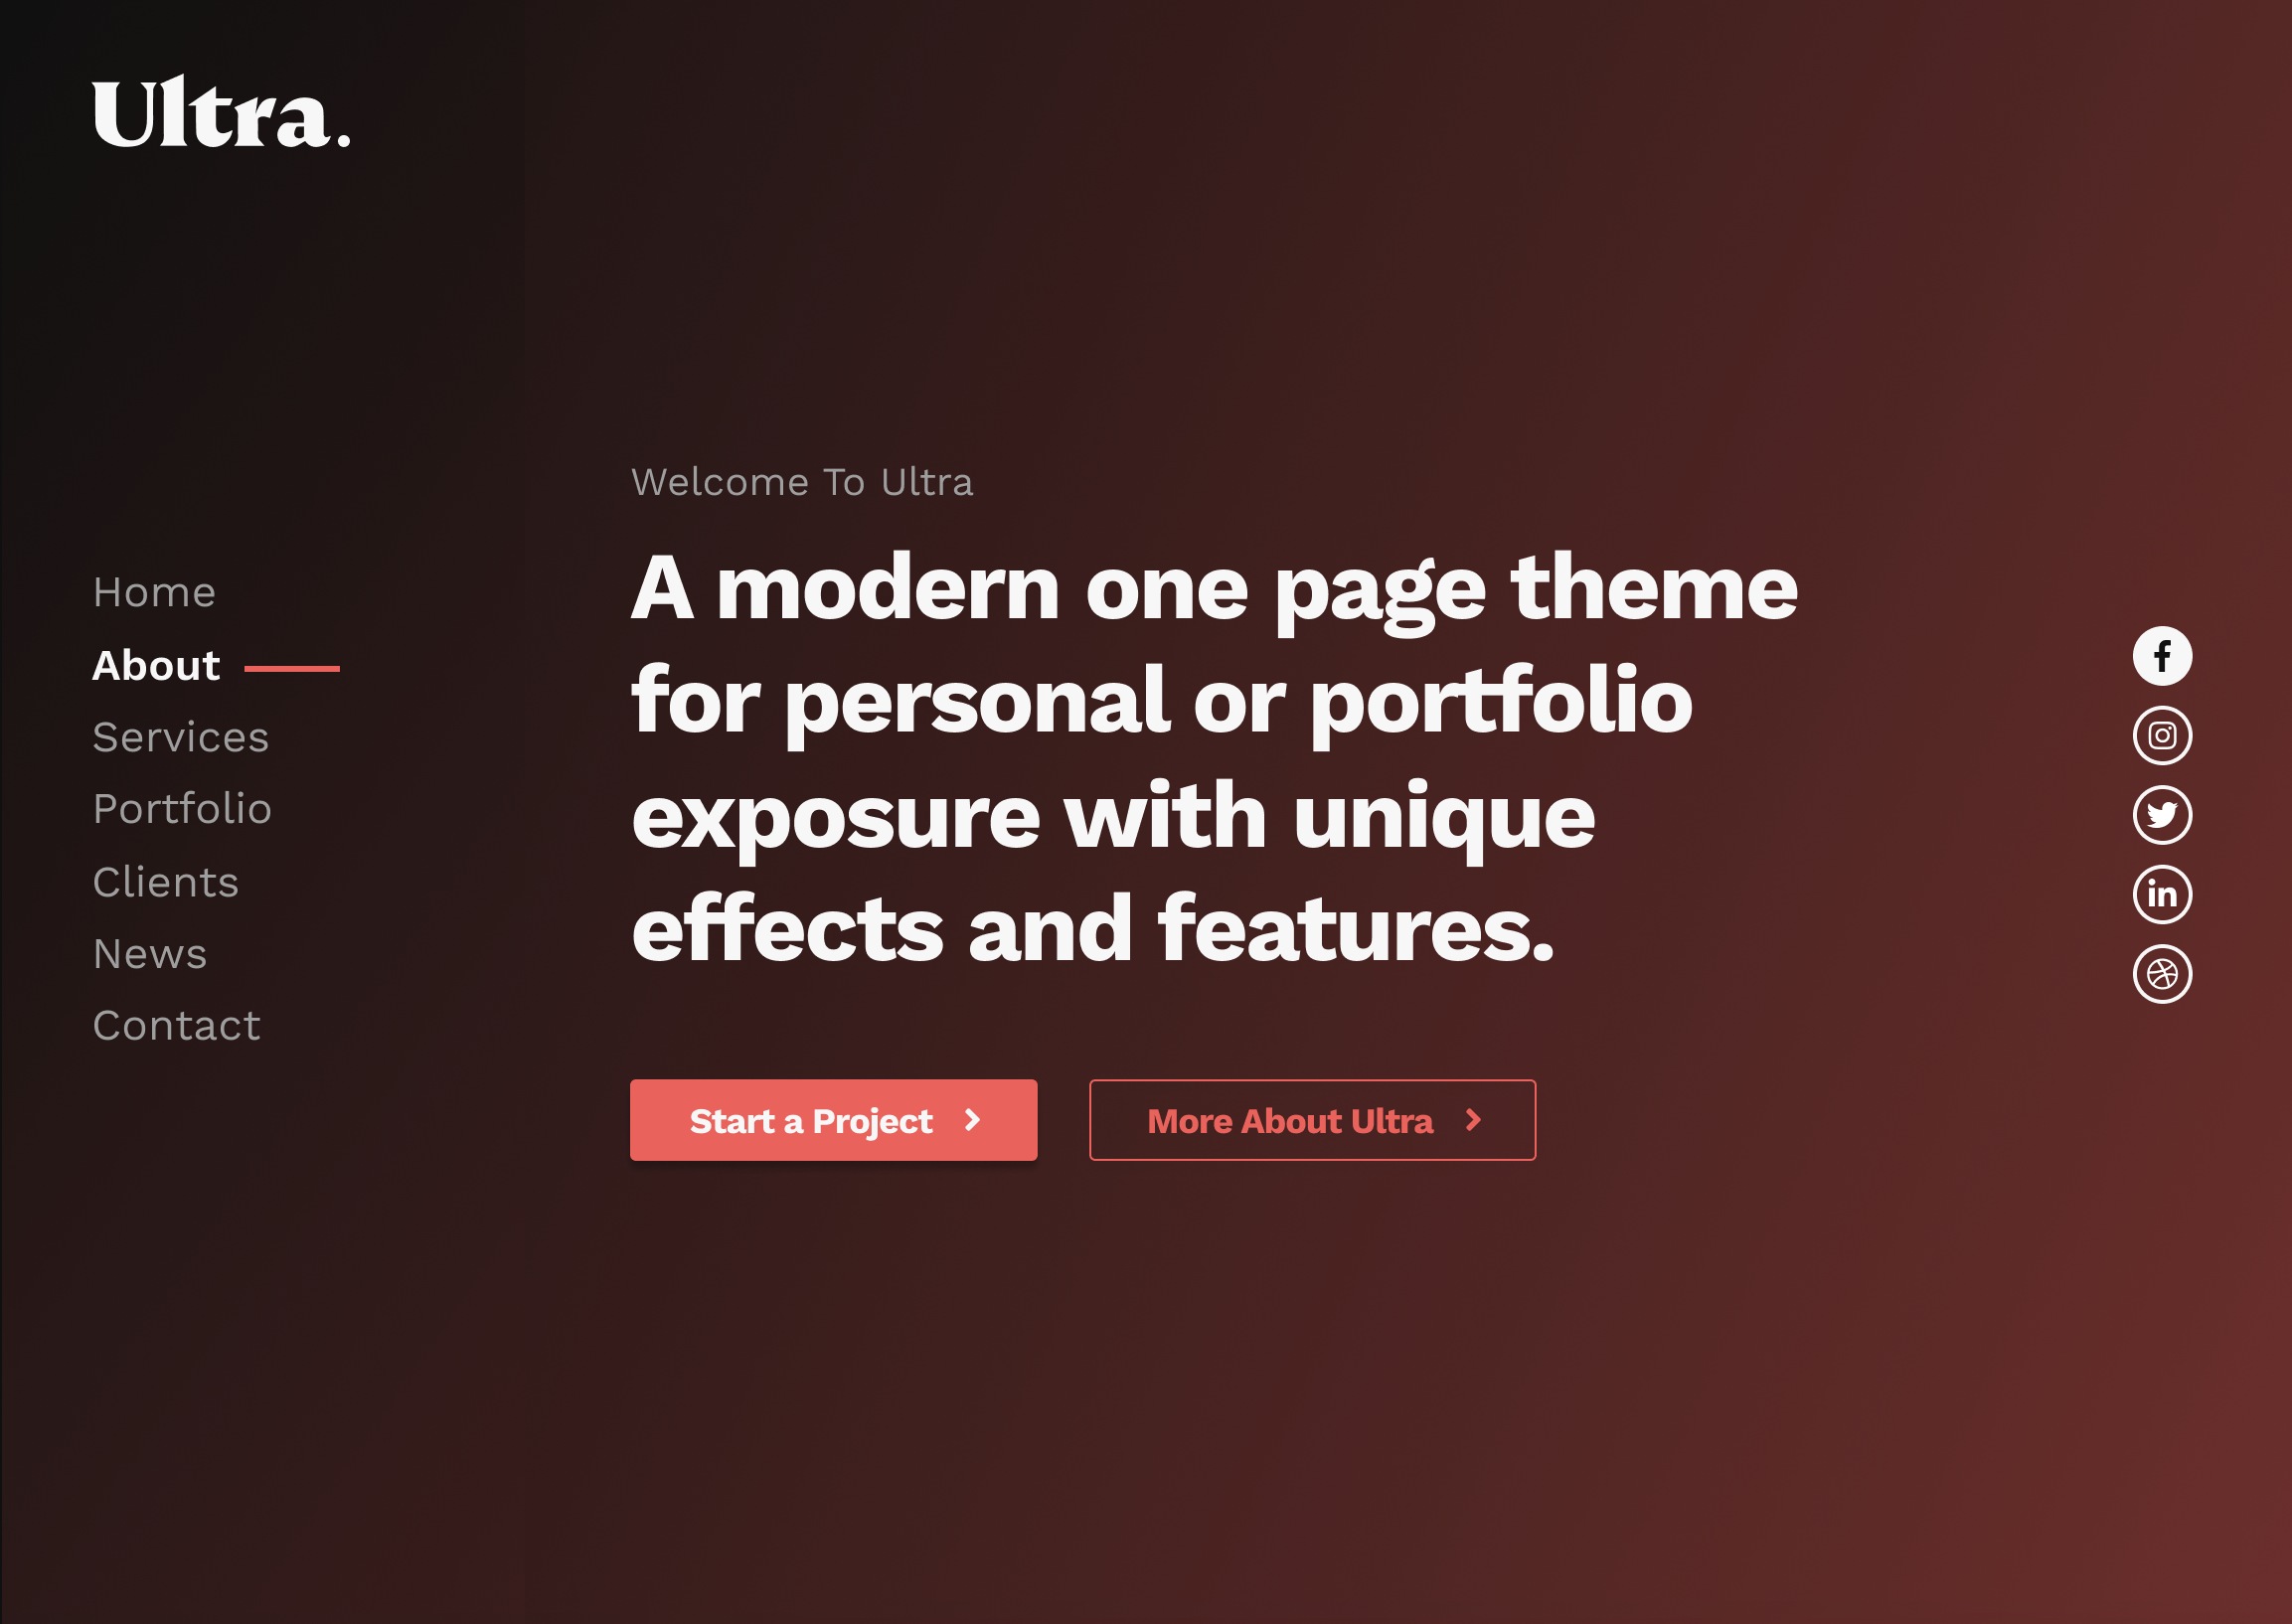 Ultra.
Home
About
Services
Portfolio
Clients
News
Contact
Welcome To Ultra
A modern one page theme
for personal or portfolio
exposure with unique
effects and features.
Start a Project
More About Ultra